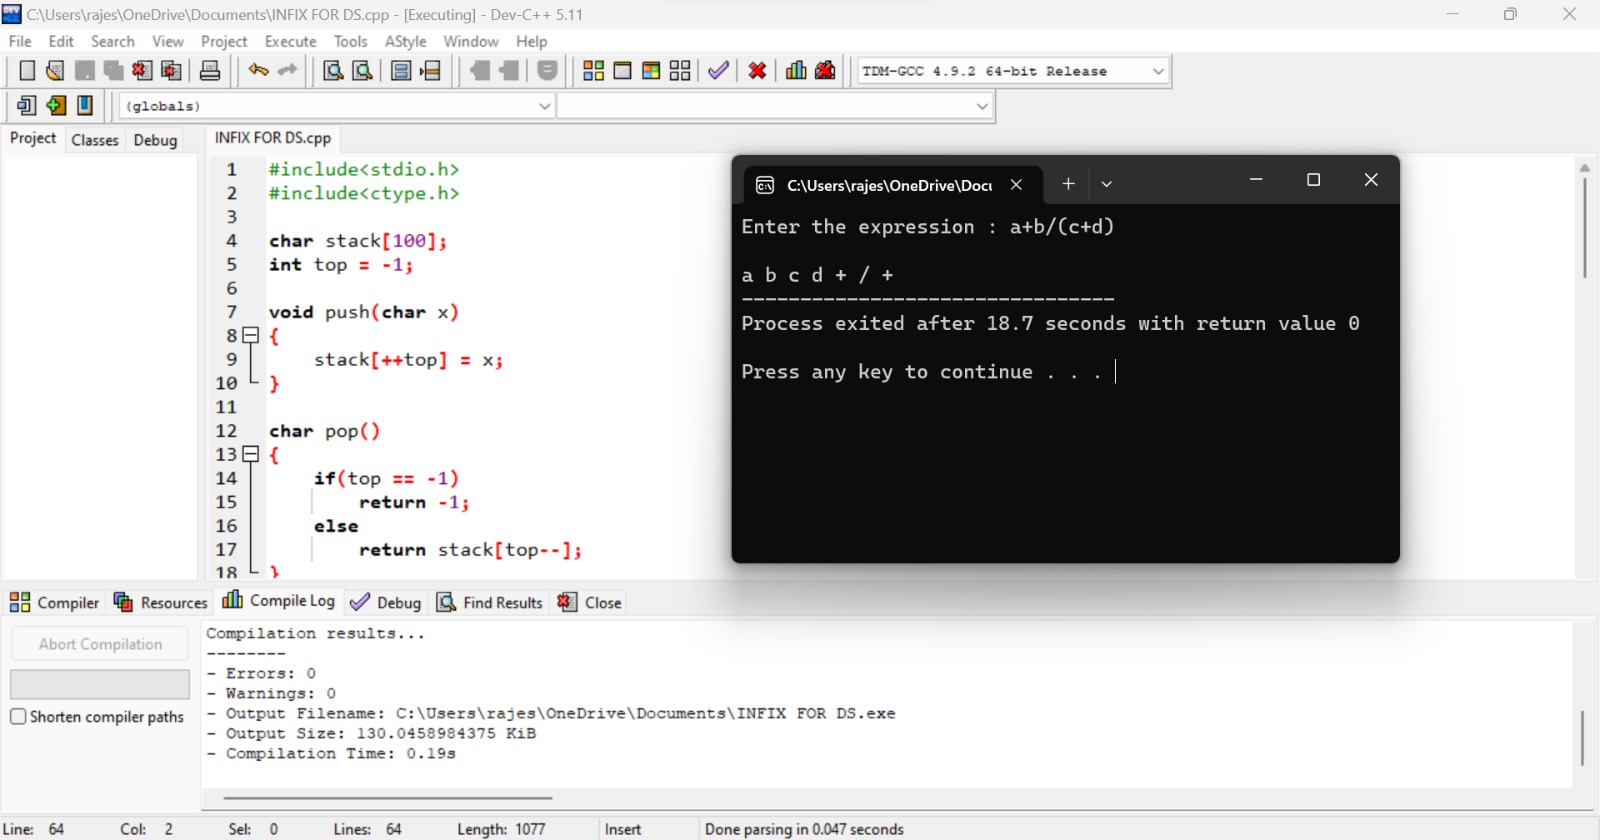 C:\Users\rajes\OneDrive\Documents\INFIX FOR DS.cpp - [Executing] - Dev-C++ 5.11
File Edit Search View Project Execute Tools AStyle Window Help
TDM-GCC 4.9.2 64-bit Release
(globals)
Project Classes Debug
INFIX FOR DS.cpp
1 #include<stdio.h>
2 #include<ctype.h>
3
4 char stack[100];
5 int top = -1;
6
7 void push(char x)
8 {
9 stack[++top] = x;
10 }
11
12 char pop()
13 {
14 if(top == -1)
15 return -1;
16 else
17 return stack[top--];
18 }
C:\Users\rajes\OneDrive\Docu
Enter the expression : a+b/(c+d)
a b c d + / +
--------------------------------
Process exited after 18.7 seconds with return value 0
Press any key to continue . . .
Compiler Resources Compile Log Debug Find Results Close
Abort Compilation
Shorten compiler paths
Compilation results...
--------
- Errors: 0
- Warnings: 0
- Output Filename: C:\Users\rajes\OneDrive\Documents\INFIX FOR DS.exe
- Output Size: 130.0458984375 KiB
- Compilation Time: 0.19s
Line: 64 Col: 2 Sel: 0 Lines: 64 Length: 1077 Insert Done parsing in 0.047 seconds